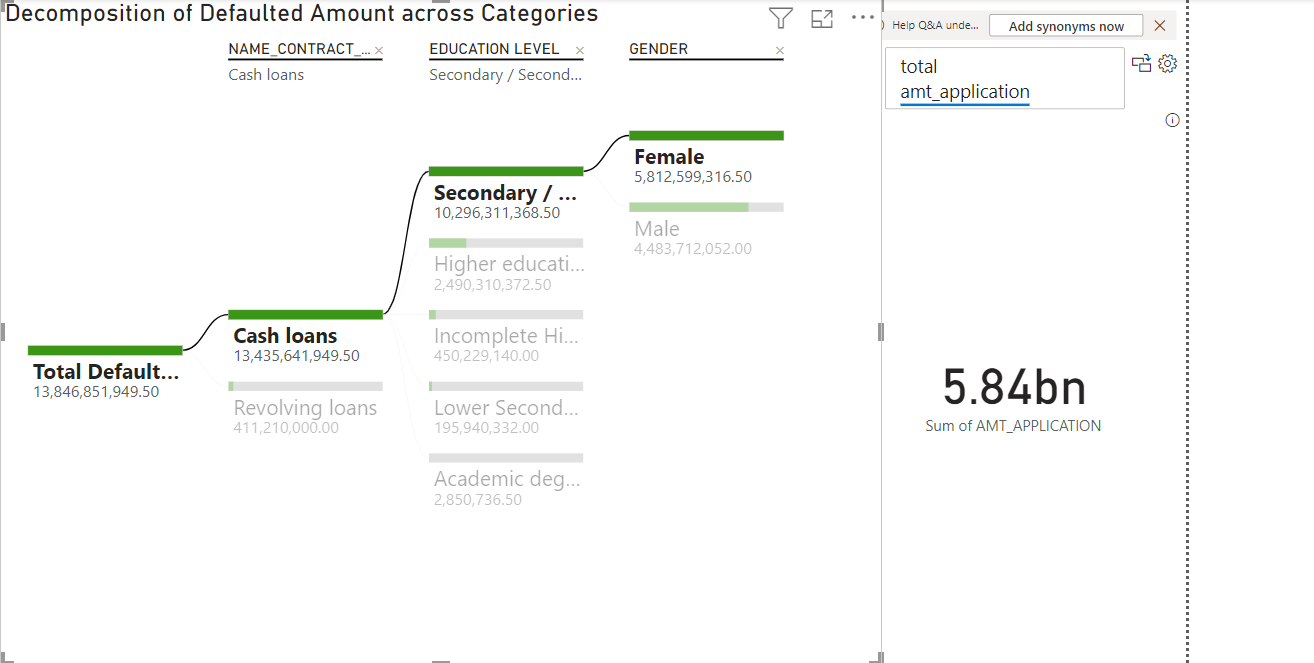 Decomposition of Defaulted Amount across Categories
NAME_CONTRACT_...
Cash loans
EDUCATION LEVEL
Secondary / Second...
GENDER
Total Default...
13,846,851,949.50
Cash loans
13,435,641,949.50
Revolving loans
411,210,000.00
Secondary / ...
10,296,311,368.50
Higher educati...
2,490,310,372.50
Incomplete Hi...
450,229,140.00
Lower Second...
195,940,332.00
Academic deg...
2,850,736.50
Female
5,812,599,316.50
Male
4,483,712,052.00
Help Q&A unde...
Add synonyms now
total
amt_application
5.84bn
Sum of AMT_APPLICATION